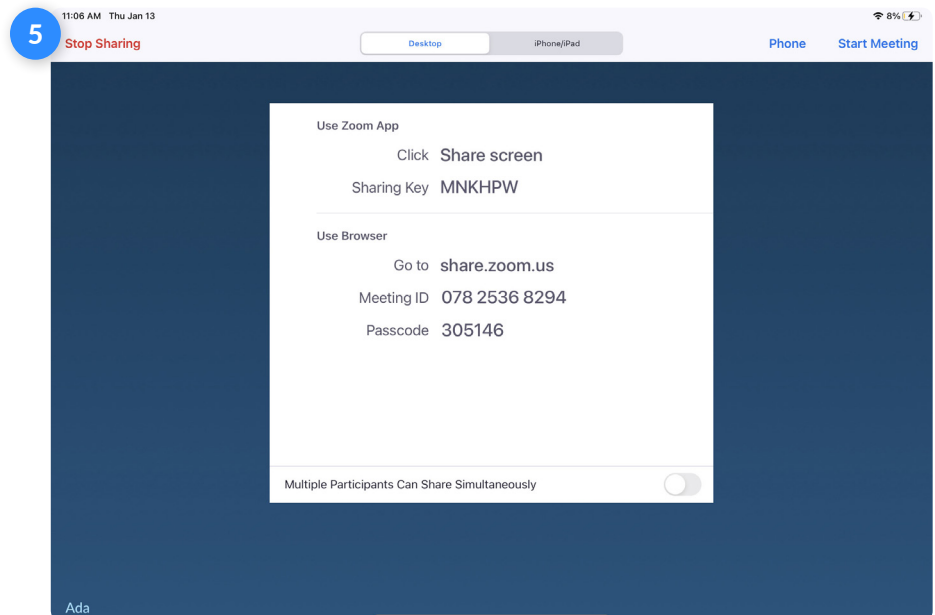 5
11:06 AM Thu Jan 13
8%
Stop Sharing
Desktop
iPhone/iPad
Phone
Start Meeting
Use Zoom App
Click Share screen
Sharing Key MNKHPW
Use Browser
Go to share.zoom.us
Meeting ID 078 2536 8294
Passcode 305146
Multiple Participants Can Share Simultaneously
Ada